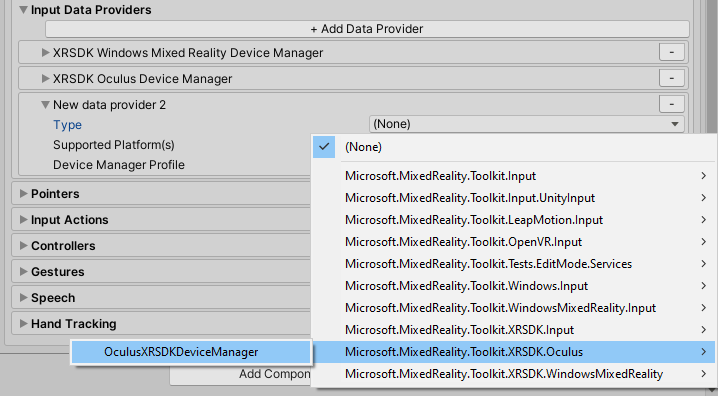 Input Data Providers
+ Add Data Provider
XRSDK Windows Mixed Reality Device Manager
-
XRSDK Oculus Device Manager
-
New data provider 2
-
Type
(None)
Supported Platform(s)
Device Manager Profile
(None)
Microsoft.MixedReality.Toolkit.Input
Microsoft.MixedReality.Toolkit.Input.UnityInput
Microsoft.MixedReality.Toolkit.LeapMotion.Input
Microsoft.MixedReality.Toolkit.OpenVR.Input
Microsoft.MixedReality.Toolkit.Tests.EditMode.Services
Microsoft.MixedReality.Toolkit.Windows.Input
Microsoft.MixedReality.Toolkit.WindowsMixedReality.Input
Microsoft.MixedReality.Toolkit.XRSDK.Input
Microsoft.MixedReality.Toolkit.XRSDK.Oculus
Microsoft.MixedReality.Toolkit.XRSDK.WindowsMixedReality
Pointers
Input Actions
Controllers
Gestures
Speech
Hand Tracking
OculusXRSDKDeviceManager
Add Compon